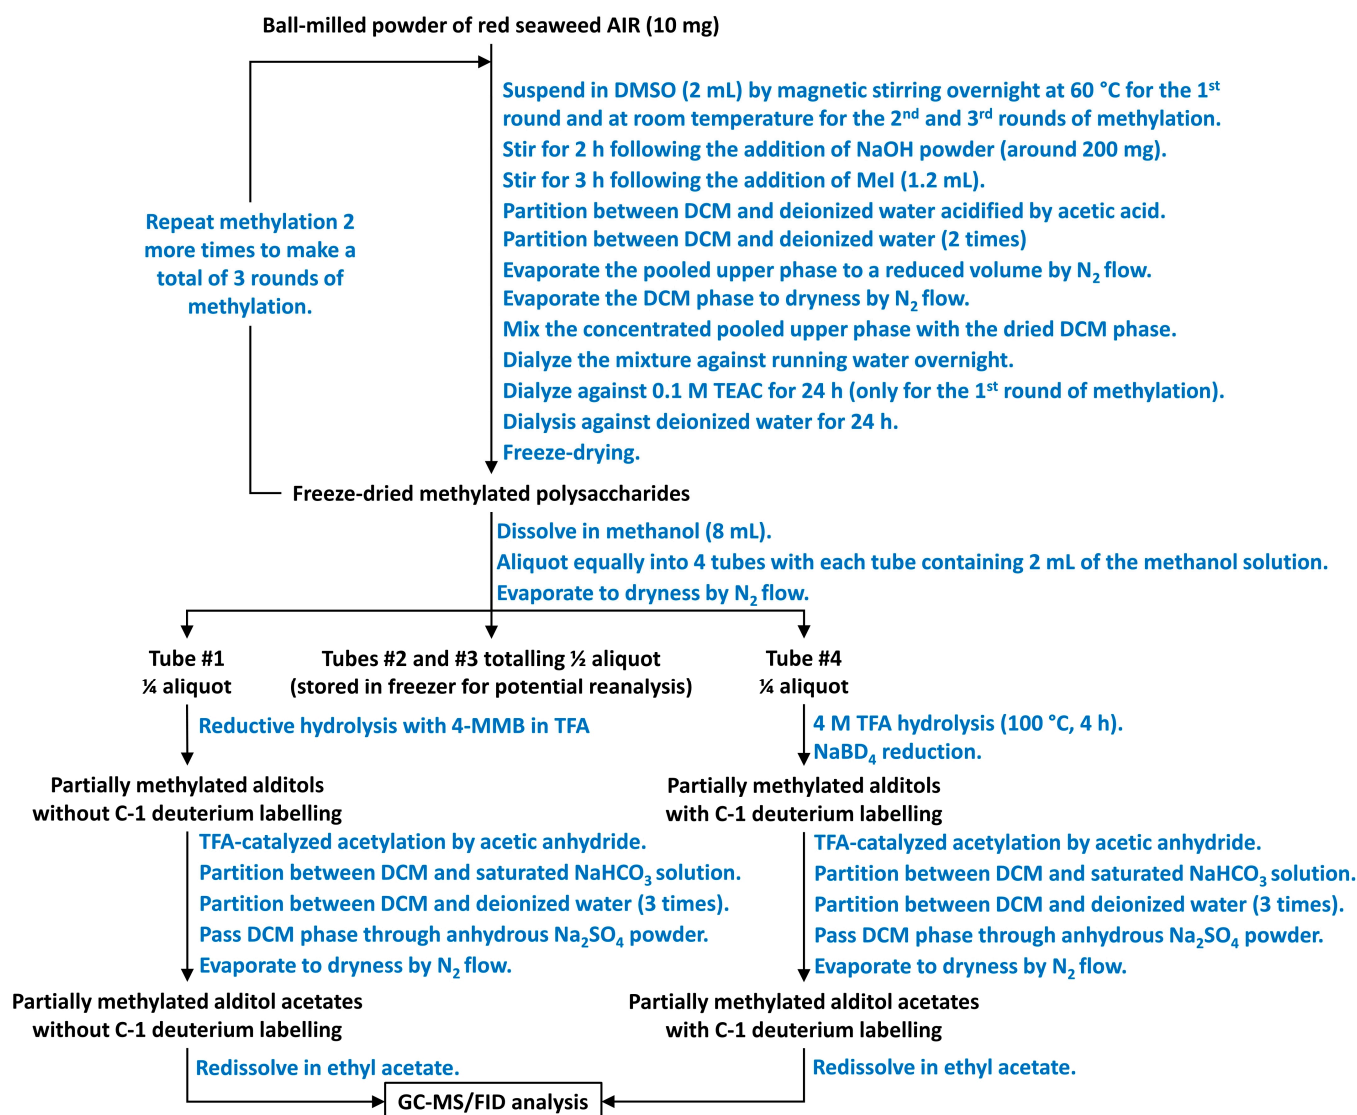 Ball-milled powder of red seaweed AIR (10 mg)
Suspend in DMSO (2 mL) by magnetic stirring overnight at 60 °C for the 1st
round and at room temperature for the 2nd and 3rd rounds of methylation.
Stir for 2 h following the addition of NaOH powder (around 200 mg).
Stir for 3 h following the addition of MeI (1.2 mL).
Partition between DCM and deionized water acidified by acetic acid.
Partition between DCM and deionized water (2 times)
Evaporate the pooled upper phase to a reduced volume by N2 flow.
Evaporate the DCM phase to dryness by N2 flow.
Mix the concentrated pooled upper phase with the dried DCM phase.
Dialyze the mixture against running water overnight.
Dialyze against 0.1 M TEAC for 24 h (only for the 1st round of methylation).
Dialysis against deionized water for 24 h.
Freeze-drying.
Repeat methylation 2
more times to make a
total of 3 rounds of
methylation.
Freeze-dried methylated polysaccharides
Dissolve in methanol (8 mL).
Aliquot equally into 4 tubes with each tube containing 2 mL of the methanol solution.
Evaporate to dryness by N2 flow.
Tube #1
¼ aliquot
Tubes #2 and #3 totalling ½ aliquot
(stored in freezer for potential reanalysis)
Tube #4
¼ aliquot
Reductive hydrolysis with 4-MMB in TFA
4 M TFA hydrolysis (100 °C, 4 h).
NaBD4 reduction.
Partially methylated alditols
without C-1 deuterium labelling
Partially methylated alditols
with C-1 deuterium labelling
TFA-catalyzed acetylation by acetic anhydride.
Partition between DCM and saturated NaHCO3 solution.
Partition between DCM and deionized water (3 times).
Pass DCM phase through anhydrous Na2SO4 powder.
Evaporate to dryness by N2 flow.
TFA-catalyzed acetylation by acetic anhydride.
Partition between DCM and saturated NaHCO3 solution.
Partition between DCM and deionized water (3 times).
Pass DCM phase through anhydrous Na2SO4 powder.
Evaporate to dryness by N2 flow.
Partially methylated alditol acetates
without C-1 deuterium labelling
Partially methylated alditol acetates
with C-1 deuterium labelling
Redissolve in ethyl acetate.
Redissolve in ethyl acetate.
GC-MS/FID analysis